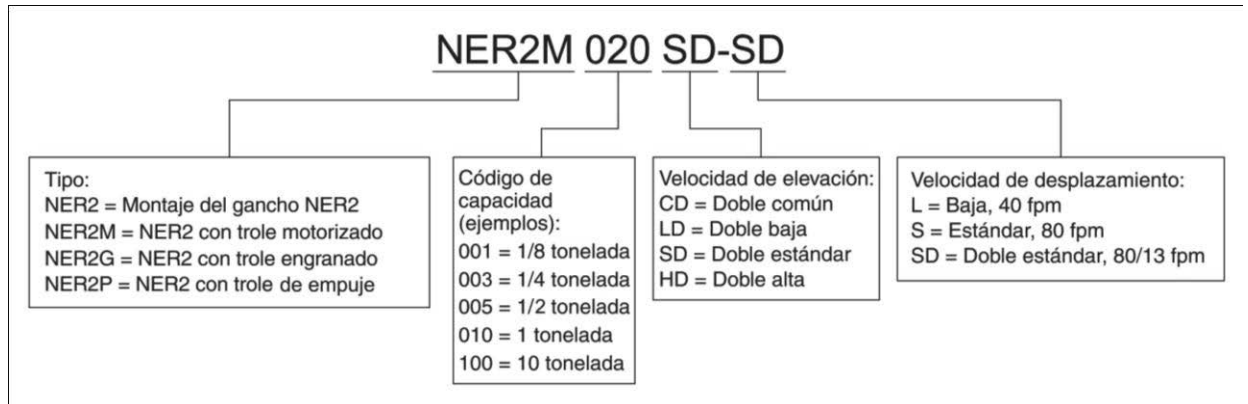 NER2M 020 SD-SD
Tipo:
NER2 = Montaje del gancho NER2
NER2M = NER2 con trole motorizado
NER2G = NER2 con trole engranado
NER2P = NER2 con trole de empuje
Código de
capacidad
(ejemplos):
001 = 1/8 tonelada
003 = 1/4 tonelada
005 = 1/2 tonelada
010 = 1 tonelada
100 = 10 tonelada
Velocidad de elevación:
CD = Doble común
LD = Doble baja
SD = Doble estándar
HD = Doble alta
Velocidad de desplazamiento:
L = Baja, 40 fpm
S = Estándar, 80 fpm
SD = Doble estándar, 80/13 fpm